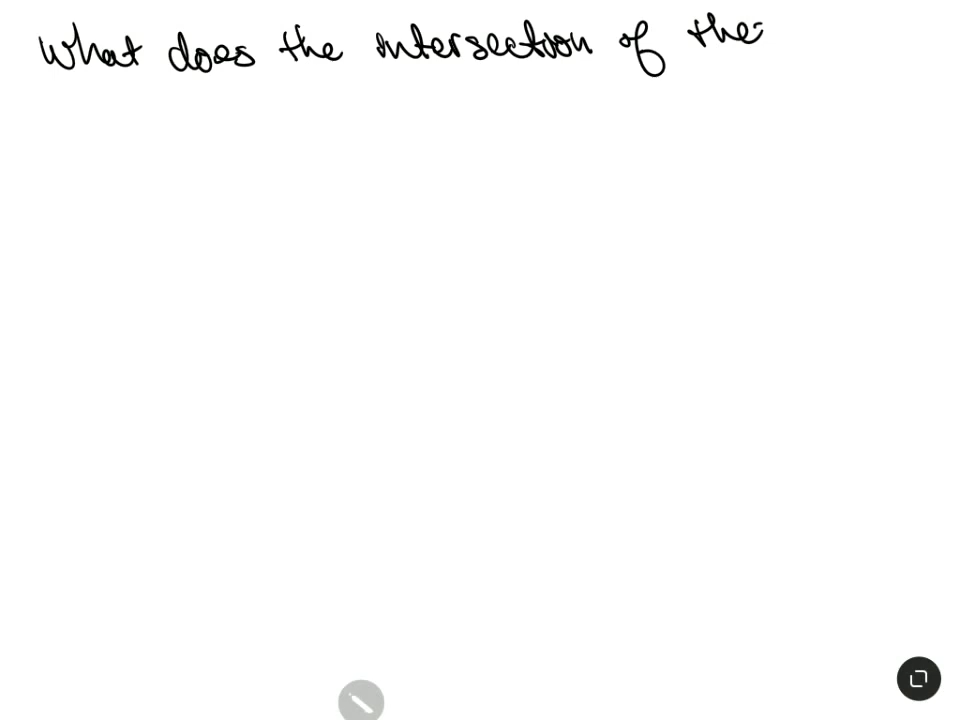 What does the intersection of the